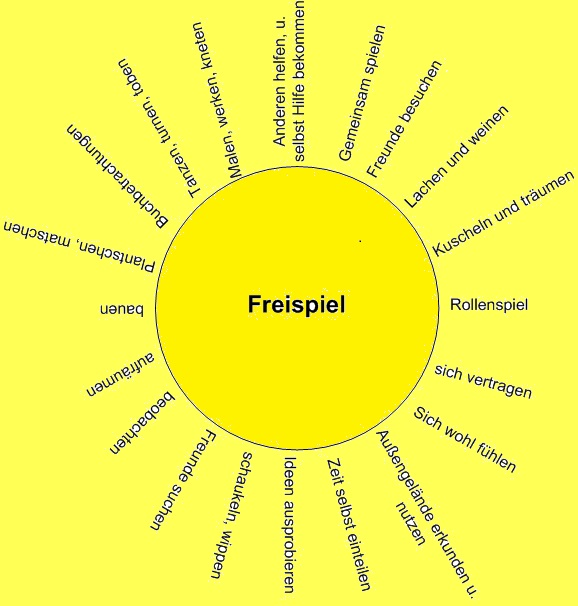 Anderen helfen, u.
selbst Hilfe bekommen
Gemeinsam spielen
Freunde besuchen
Lachen und weinen
Kuscheln und träumen
Rollenspiel
sich vertragen
Sich wohl fühlen
Außengelände erkunden u.
nutzen
Zeit selbst einteilen
Ideen ausprobieren
schaukeln, wippen
Freunde suchen
beobachten
aufräumen
bauen
Plantschen, matschen
Buchbetrachtungen
Tanzen, turnen, toben
Malen, werken, kneten
Freispiel